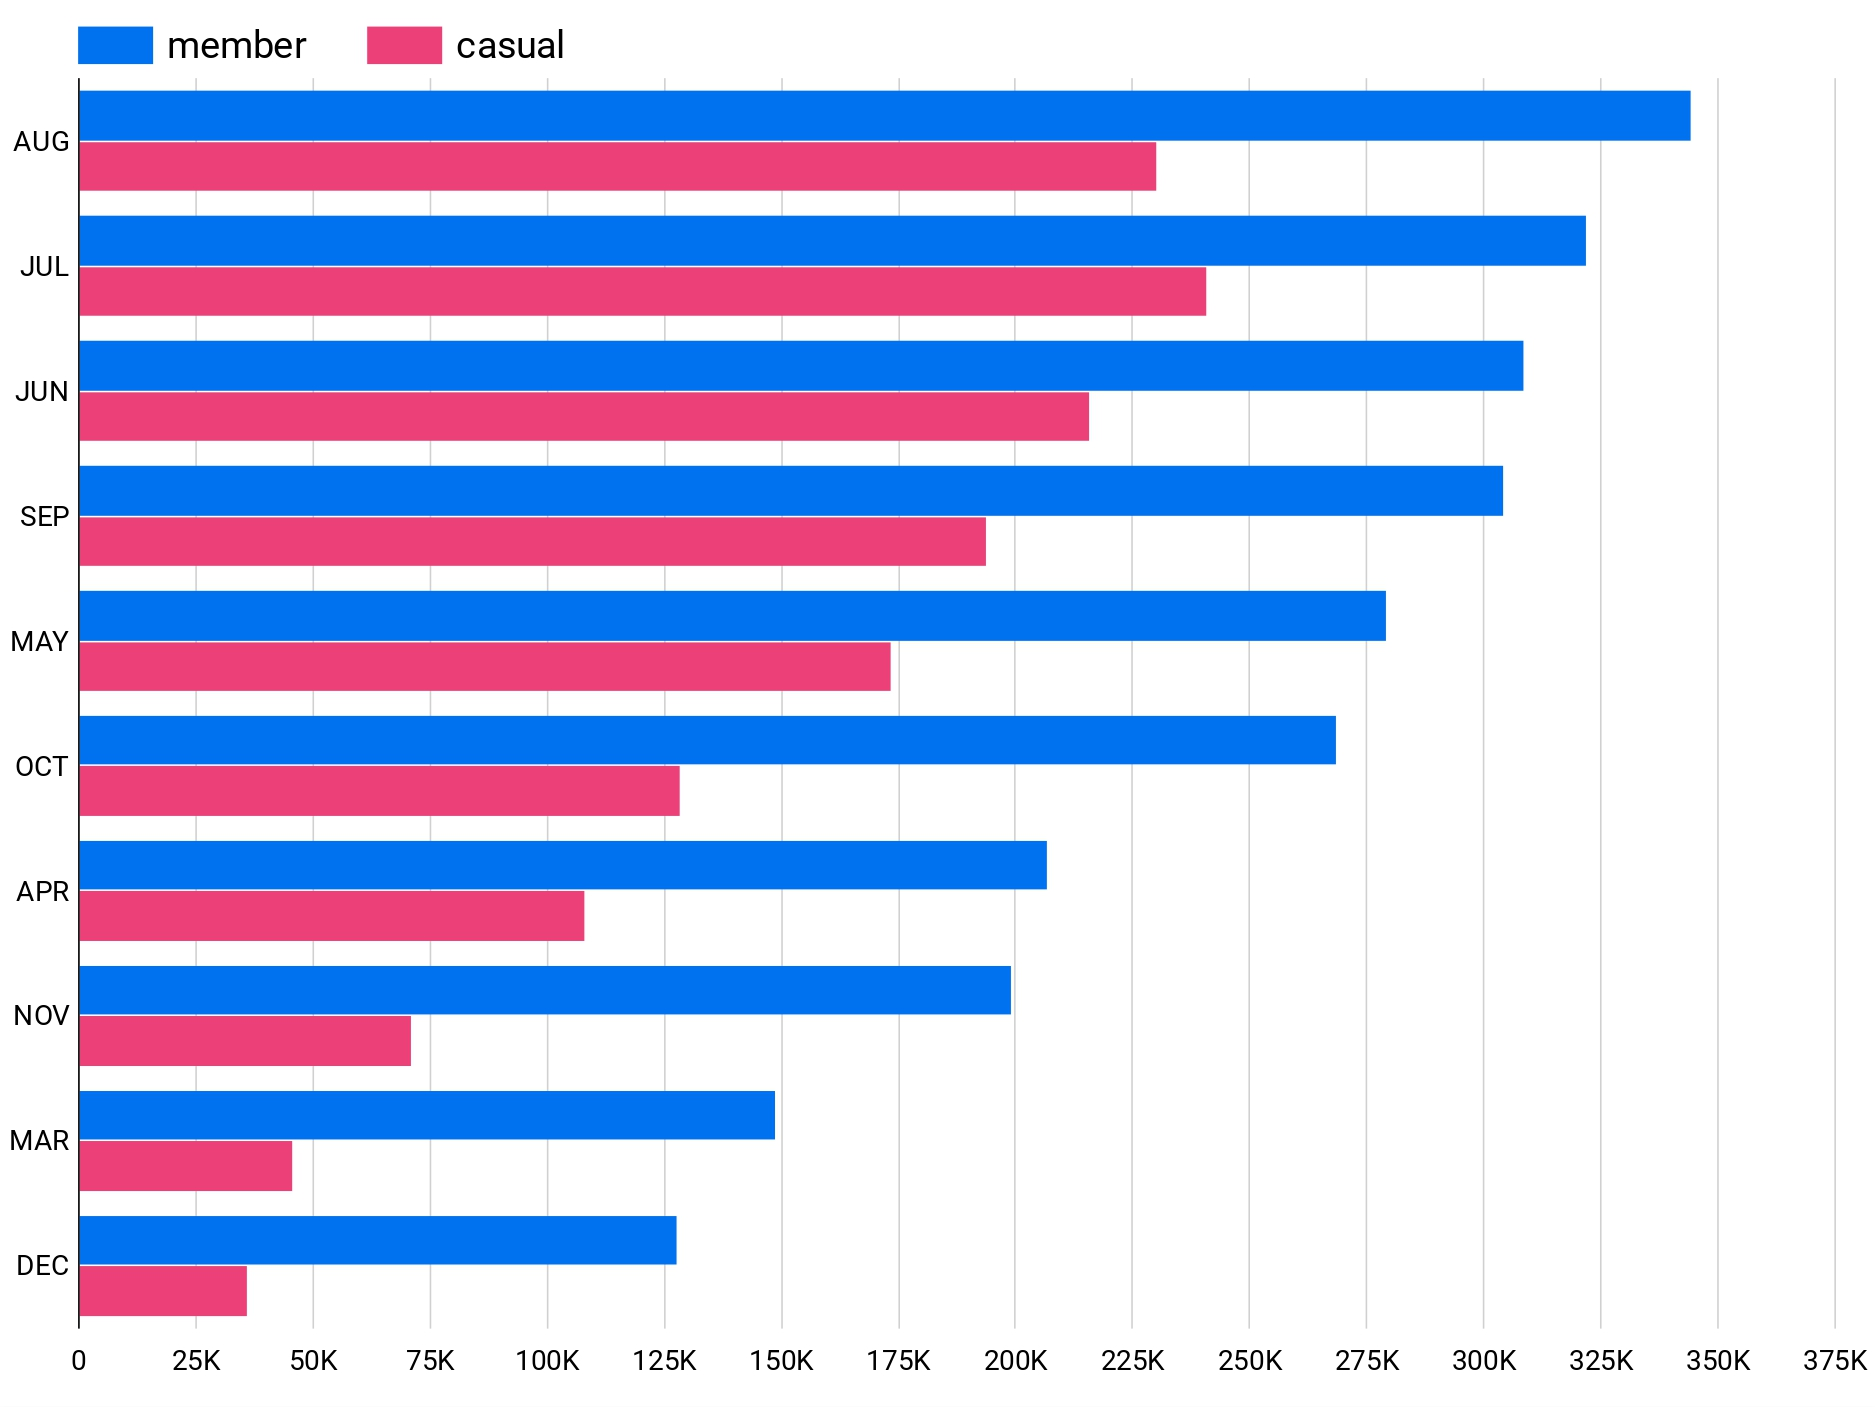 member casual
AUG
JUL
JUN
SEP
MAY
OCT
APR
NOV
MAR
DEC
0 25K 50K 75K 100K 125K 150K 175K 200K 225K 250K 275K 300K 325K 350K 375K